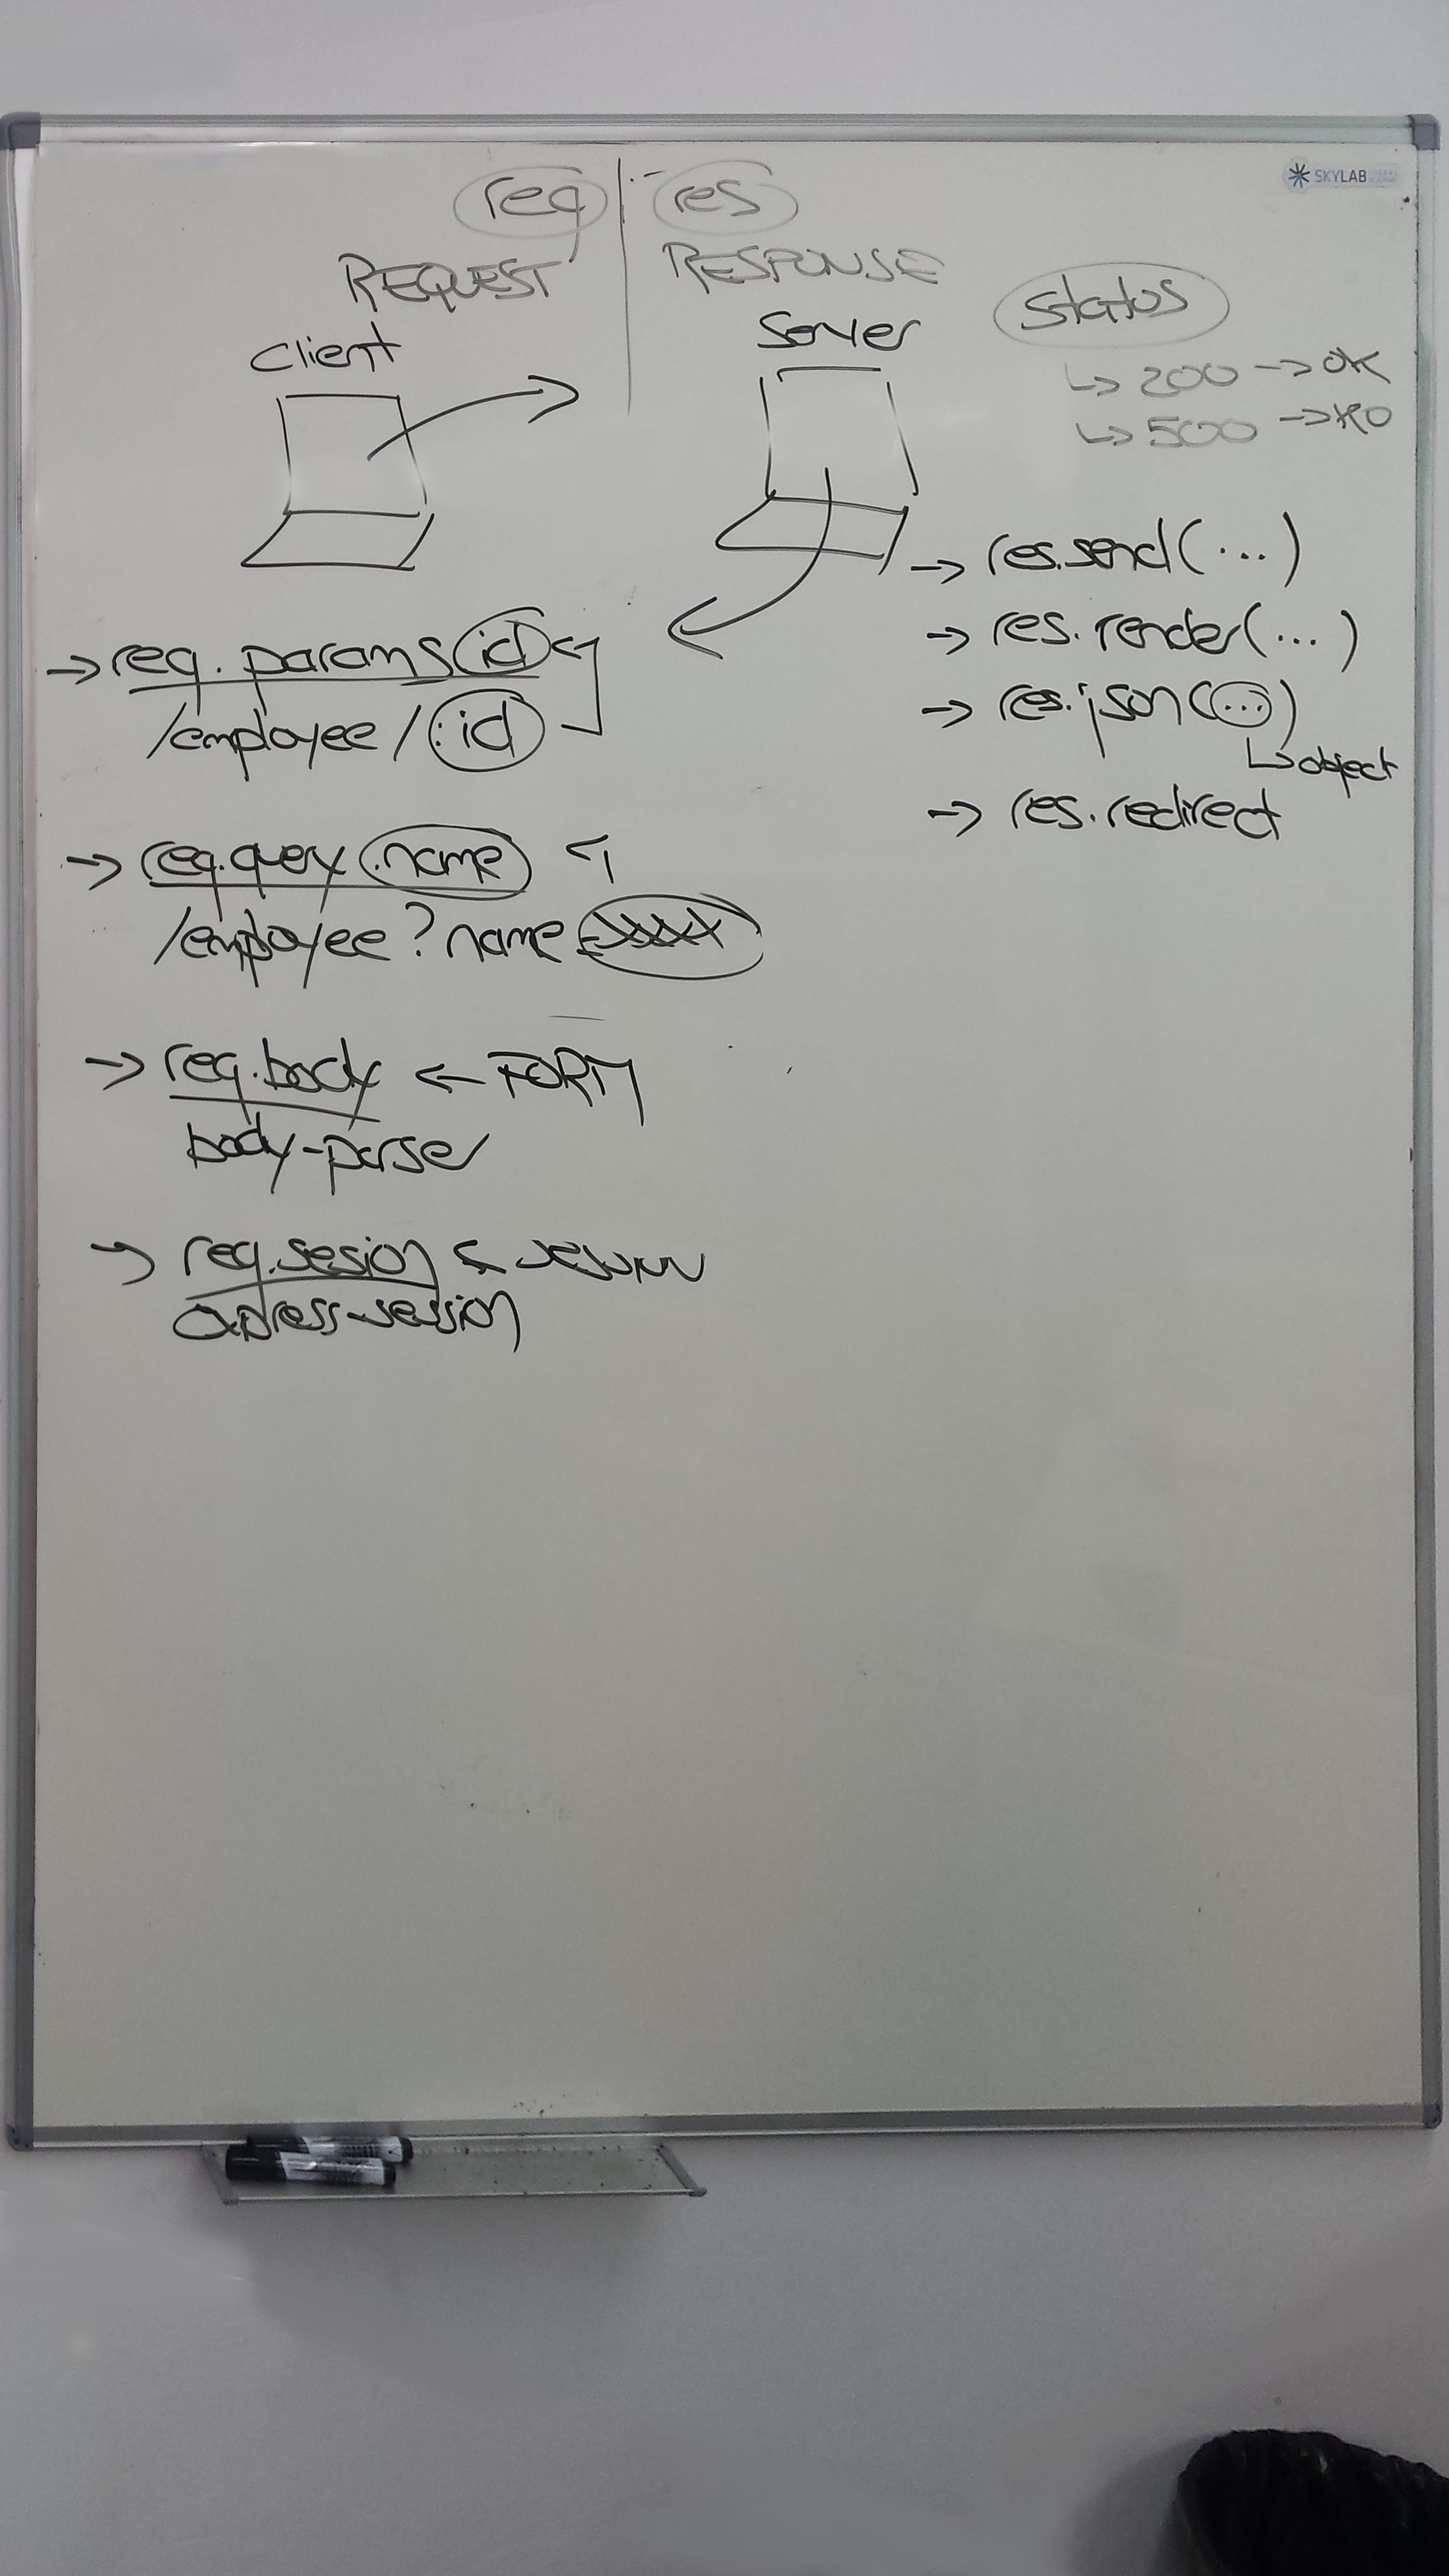 req res
REQUEST RESPONSE
SKYLAB
client
Server
status
↳ 200 → OK
↳ 500 → KO
→ req.params id
/employee/:id
→ req.query .name
/employee?name=xxxx
→ req.body ← FORM
body-parser
→ req.sesion ← session
express-session
→ res.send(...)
→ res.render(...)
→ res.json(...)
↳ object
→ res.redirect